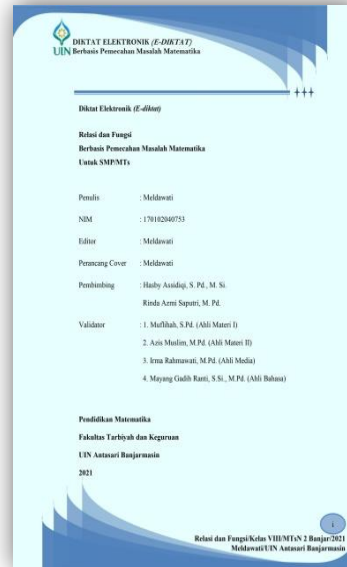 UIN
DIKTAT ELEKTRONIK (E-DIKTAT)
Berbasis Pemecahan Masalah Matematika
Diktat Elektronik (E-diktat)
Relasi dan Fungsi
Berbasis Pemecahan Masalah Matematika
Untuk SMP/MTs
Penulis : Meldawati
NIM : 170102040753
Editor : Meldawati
Perancang Cover : Meldawati
Pembimbing : Hasby Assidiqi, S. Pd., M. Si.
Rinda Azmi Saputri, M. Pd.
Validator : 1. Muflihah, S.Pd. (Ahli Materi I)
2. Azis Muslim, M.Pd. (Ahli Materi II)
3. Irma Rahmawati, M.Pd. (Ahli Media)
4. Mayang Gadih Ranti, S.Si., M.Pd. (Ahli Bahasa)
Pendidikan Matematika
Fakultas Tarbiyah dan Keguruan
UIN Antasari Banjarmasin
2021
i
Relasi dan Fungsi/Kelas VIII/MTsN 2 Banjar/2021
Meldawati/UIN Antasari Banjarmasin